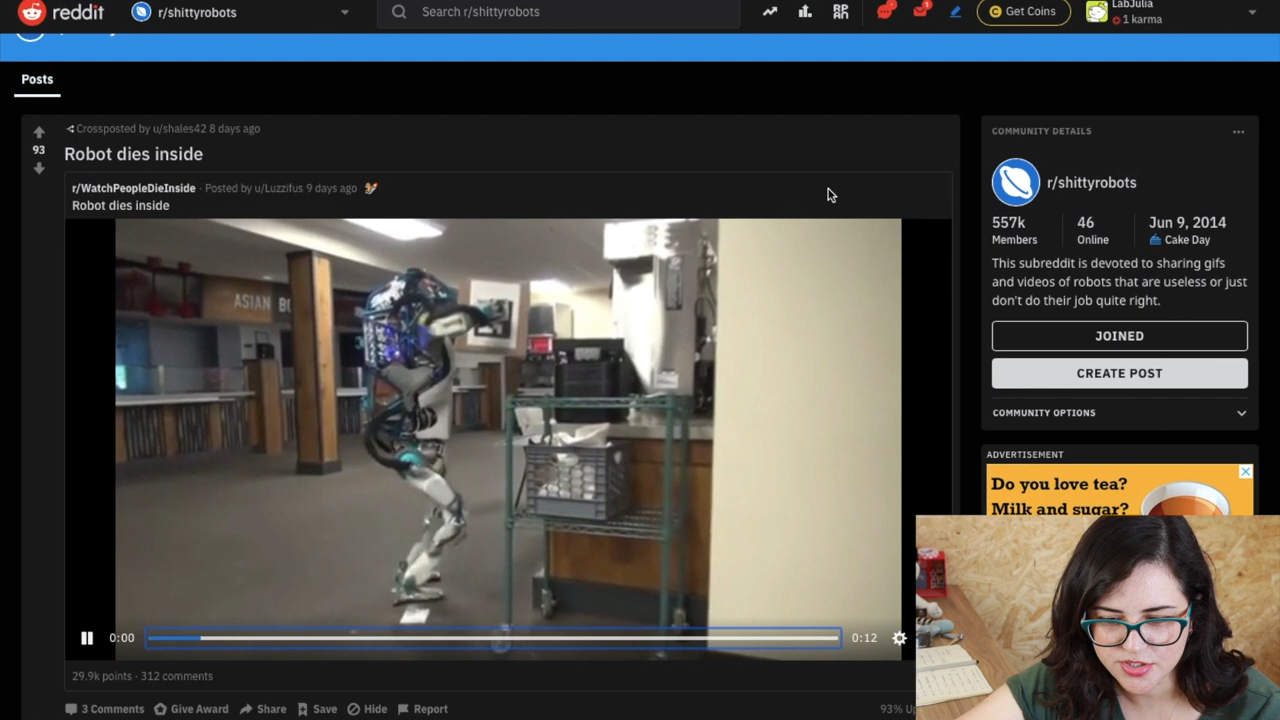 reddit
r/shittyrobots
Search r/shittyrobots
1
Get Coins
LabJulia
1 karma
Posts
Crossposted by u/shales42 8 days ago
93
Robot dies inside
r/WatchPeopleDieInside · Posted by u/Luzzifus 9 days ago
Robot dies inside
ASIAN
0:00
0:12
29.9k points · 312 comments
3 Comments
Give Award
Share
Save
Hide
Report
93%
COMMUNITY DETAILS
r/shittyrobots
557k
Members
46
Online
Jun 9, 2014
Cake Day
This subreddit is devoted to sharing gifs
and videos of robots that are useless or just
don't do their job quite right.
JOINED
CREATE POST
COMMUNITY OPTIONS
ADVERTISEMENT
Do you love tea?
Milk and sugar?